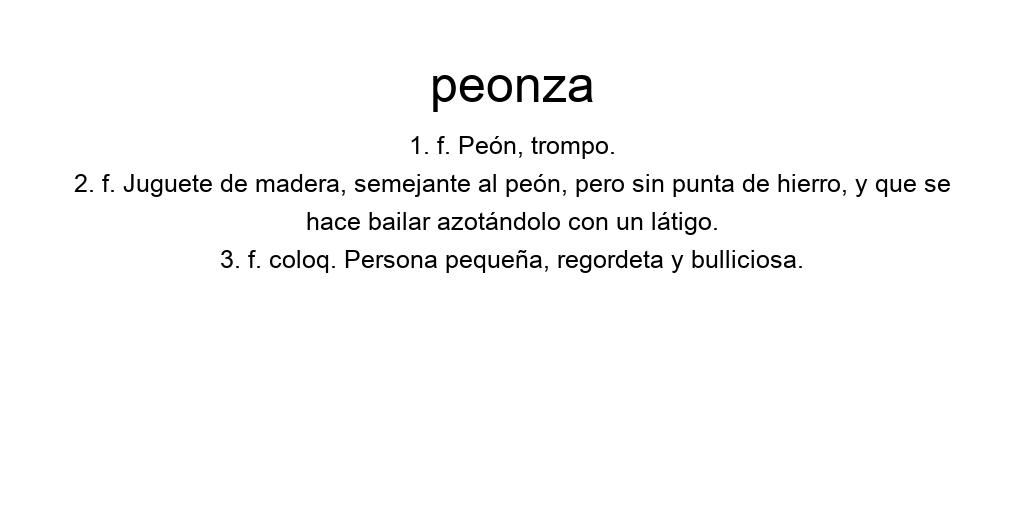 peonza
1. f. Peón, trompo.
2. f. Juguete de madera, semejante al peón, pero sin punta de hierro, y que se
hace bailar azotándolo con un látigo.
3. f. coloq. Persona pequeña, regordeta y bulliciosa.